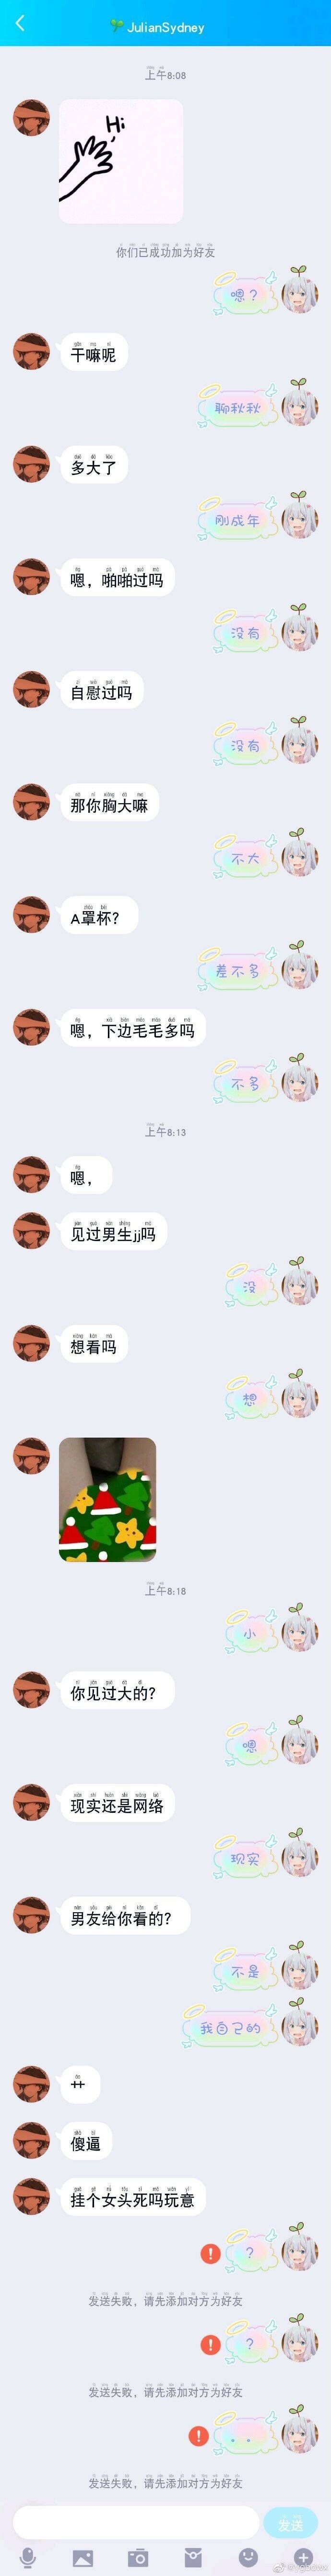 JulianSydney
上午8:08
Hi
你们已成功加为好友
嗯？
干嘛呢
聊秋秋
多大了
刚成年
嗯，啪啪过吗
没有
自慰过吗
没有
那你胸大嘛
不大
A罩杯？
差不多
嗯，下边毛毛多吗
不多
上午8:13
嗯，
见过男生jj吗
没
想看吗
想
上午8:18
小
你见过大的？
嗯
现实还是网络
现实
男友给你看的？
不是
我自己的
艹
傻逼
挂个女头死吗玩意
？
发送失败，请先添加对方为好友
？
发送失败，请先添加对方为好友
。。
发送失败，请先添加对方为好友
发送